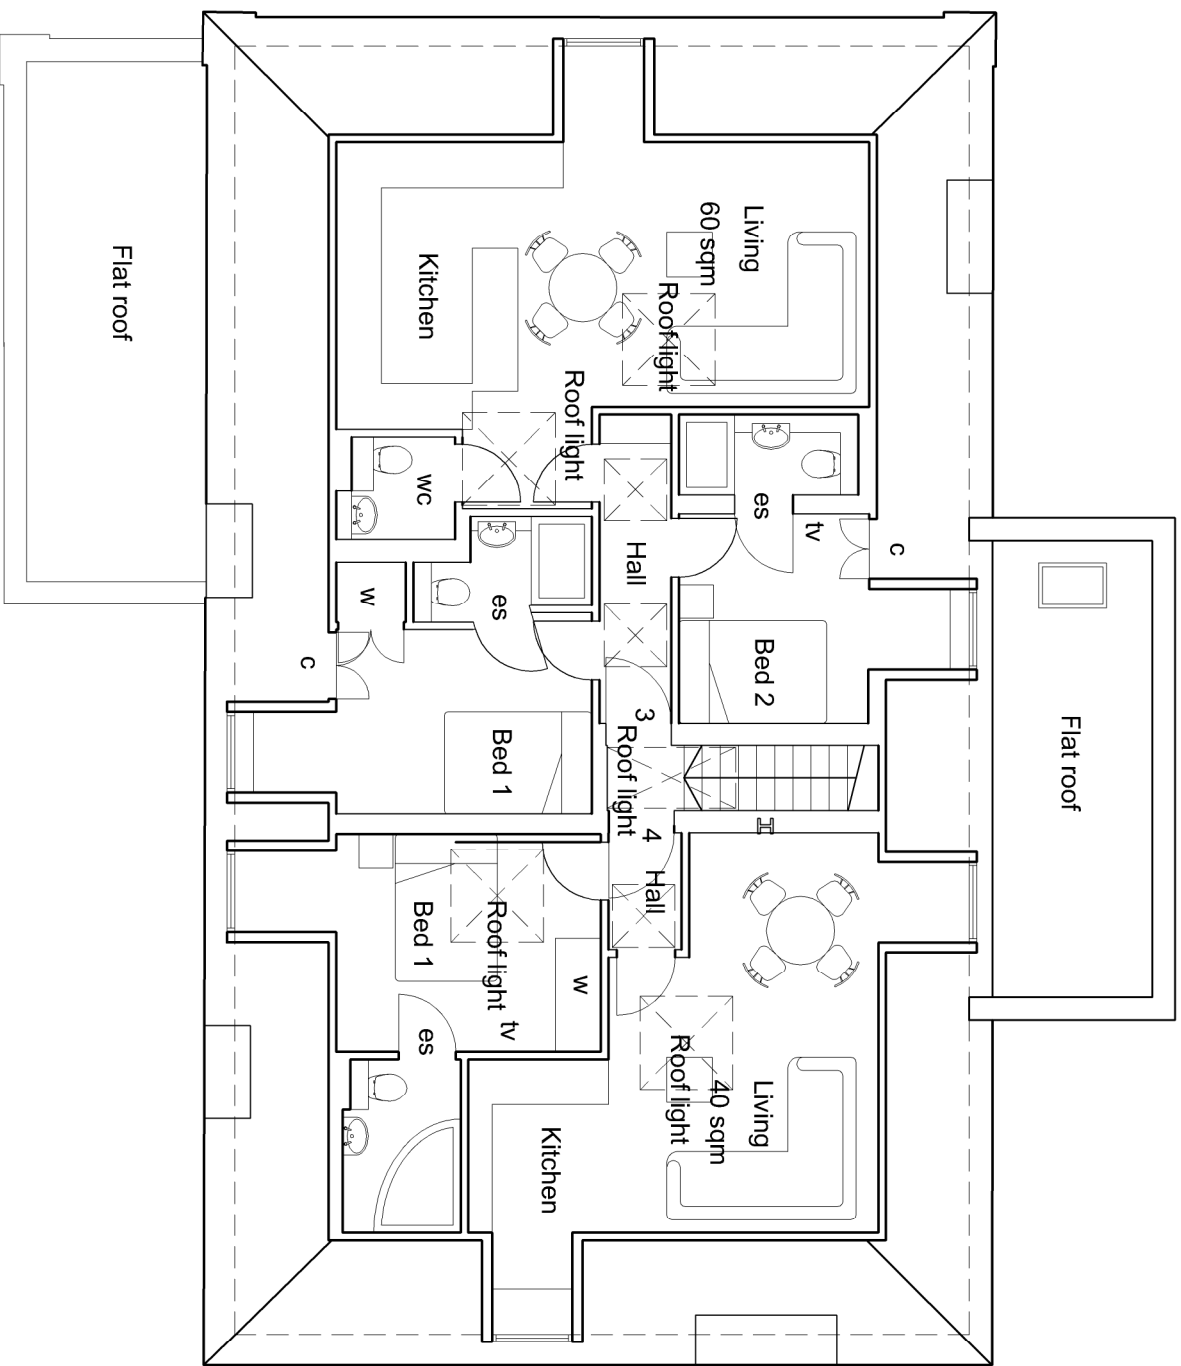 Flat roof
Living
60 sqm
Roof light
Kitchen
Roof light
wc
es
tv
c
Hall
es
w
c
Bed 2
3
Bed 1
Roof light
H
4
Hall
Flat roof
Bed 1
Roof light
w
tv
es
Roof light
40 sqm
Living
Kitchen